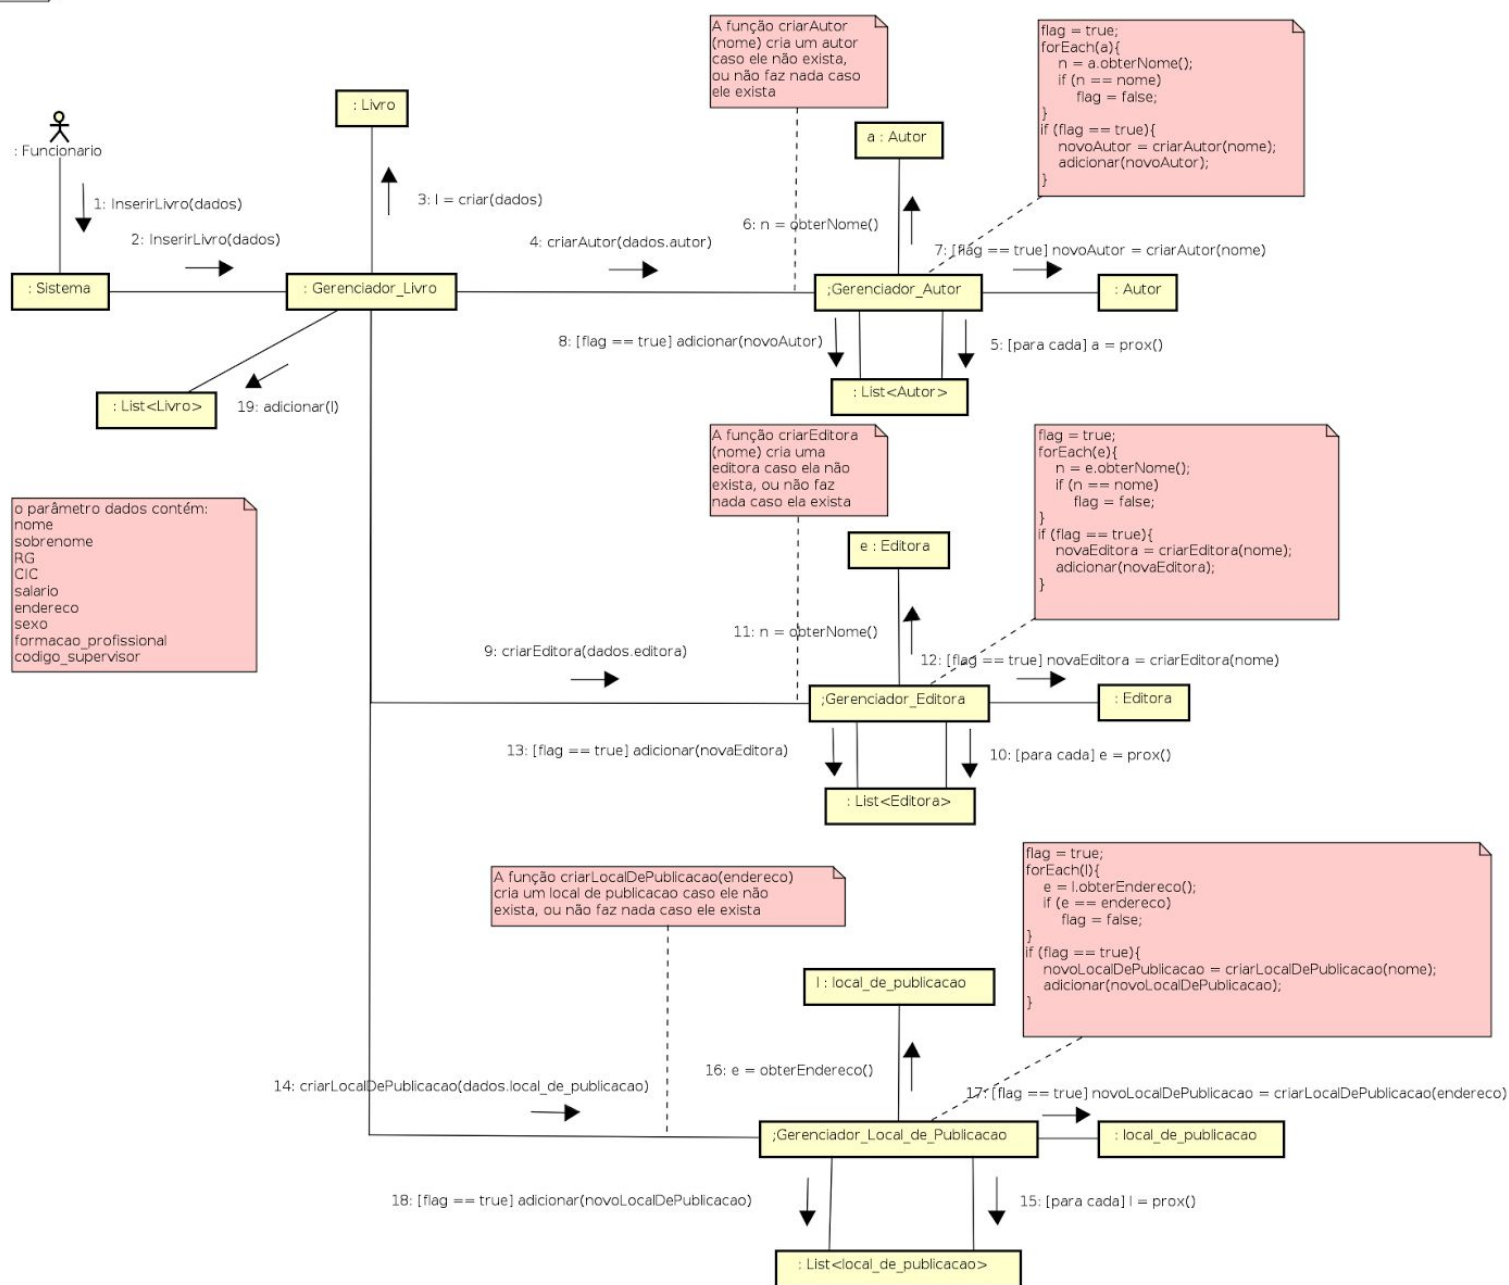 A função criarAutor
(nome) cria um autor
caso ele não exista,
ou não faz nada caso
ele exista
flag = true;
forEach(a){
n = a.obterNome();
if (n == nome)
flag = false;
}
if (flag == true){
novoAutor = criarAutor(nome);
adicionar(novoAutor);
}
: Livro
a : Autor
: Funcionario
1: InserirLivro(dados)
3: l = criar(dados)
6: n = obterNome()
2: InserirLivro(dados)
4: criarAutor(dados.autor)
7: [flag == true] novoAutor = criarAutor(nome)
: Sistema
: Gerenciador_Livro
;Gerenciador_Autor
: Autor
8: [flag == true] adicionar(novoAutor)
5: [para cada] a = prox()
: List<Livro>
19: adicionar(l)
: List<Autor>
A função criarEditora
(nome) cria uma
editora caso ela não
exista, ou não faz
nada caso ela exista
flag = true;
forEach(e){
n = e.obterNome();
if (n == nome)
flag = false;
}
if (flag == true){
novaEditora = criarEditora(nome);
adicionar(novaEditora);
}
o parâmetro dados contém:
nome
sobrenome
RG
CIC
salario
endereco
sexo
formacao_profissional
codigo_supervisor
e : Editora
11: n = obterNome()
9: criarEditora(dados.editora)
12: [flag == true] novaEditora = criarEditora(nome)
;Gerenciador_Editora
: Editora
13: [flag == true] adicionar(novaEditora)
10: [para cada] e = prox()
: List<Editora>
A função criarLocalDePublicacao(endereco)
cria um local de publicacao caso ele não
exista, ou não faz nada caso ele exista
flag = true;
forEach(l){
e = l.obterEndereco();
if (e == endereco)
flag = false;
}
if (flag == true){
novoLocalDePublicacao = criarLocalDePublicacao(nome);
adicionar(novoLocalDePublicacao);
}
l : local_de_publicacao
16: e = obterEndereco()
14: criarLocalDePublicacao(dados.local_de_publicacao)
17: [flag == true] novoLocalDePublicacao = criarLocalDePublicacao(endereco)
;Gerenciador_Local_de_Publicacao
: local_de_publicacao
18: [flag == true] adicionar(novoLocalDePublicacao)
15: [para cada] l = prox()
: List<local_de_publicacao>